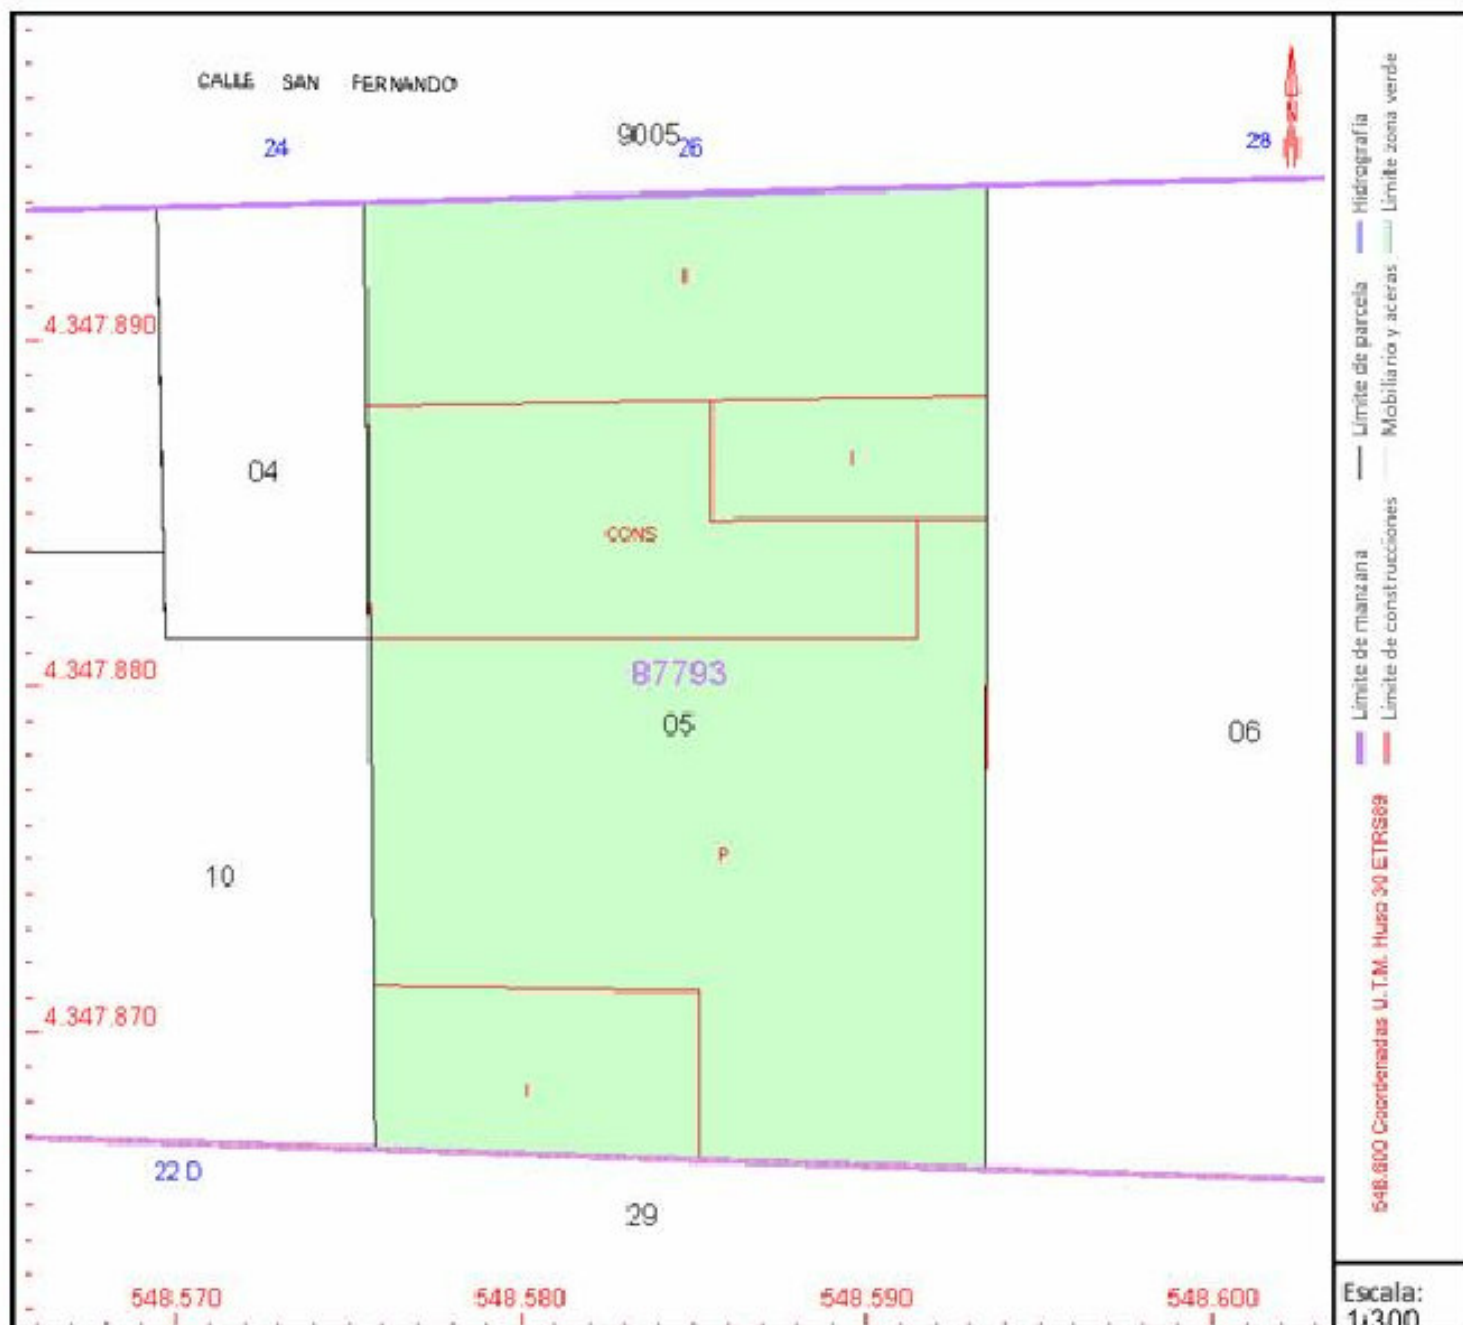 CALLE SAN FERNANDO
24
9005
26
28
4.347.890
II
04
I
CONS
4.347.880
87793
05
06
P
10
4.347.870
I
22 D
29
548.570
548.580
548.590
548.600
Límite de manzana
Límite de parcela
Hidrografía
Límite de construcciones
Mobiliario y aceras
Límite zona verde
548.600 Coordenadas U.T.M. Huso 30 ETRS89
Escala:
1:300